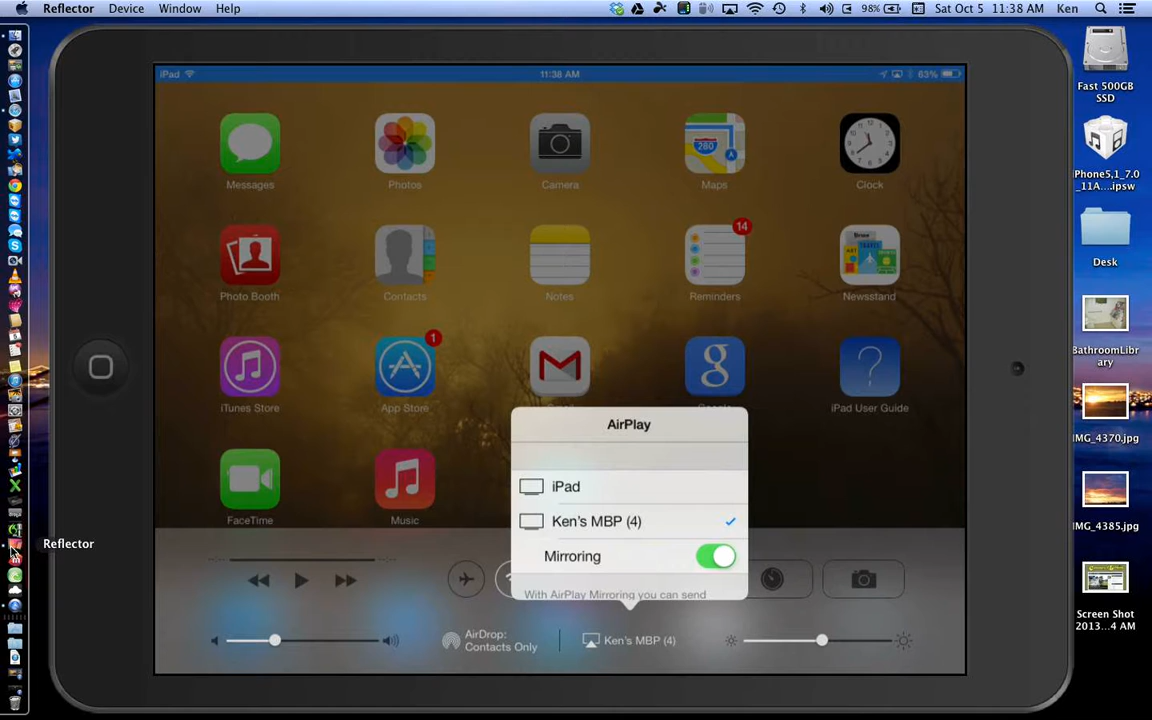 Reflector Device Window Help 98% Sat Oct 5 11:38 AM Ken
iPad 11:38 AM 63%
Messages Photos Camera Maps Clock
280
14
Photo Booth Contacts Notes Reminders Newsstand
1
g ?
iTunes Store App Store iPad User Guide
FaceTime Music
AirPlay
iPad
Ken's MBP (4)
Mirroring
With AirPlay Mirroring you can send
AirDrop:
Contacts Only
Ken's MBP (4)
Reflector
Fast 500GB
SSD
iPhone5,1_7.0
_11A....ipsw
Desk
BathroomLibr
ary
IMG_4370.jpg
IMG_4385.jpg
Screen Shot
2013...4 AM